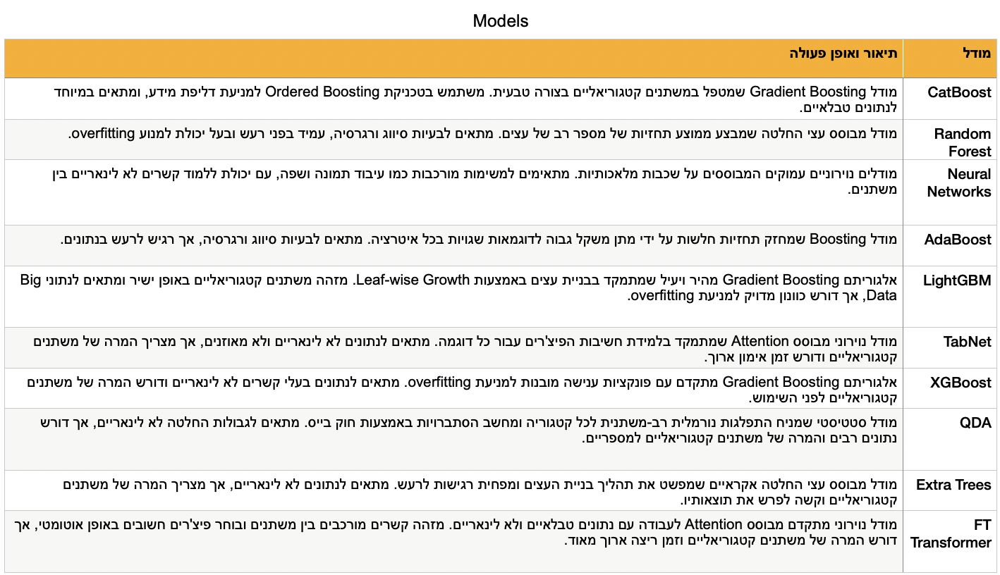 Models
מודל
תיאור ואופן פעולה
CatBoost
מודל Gradient Boosting שמטפל במשתנים קטגוריאליים בצורה טבעית. משתמש בטכניקת Ordered Boosting למניעת דליפת מידע, ומתאים במיוחד
לנתונים טבלאיים.
Random
Forest
מודל מבוסס עצי החלטה שמבצע ממוצע תחזיות של מספר רב של עצים. מתאים לבעיות סיווג ורגרסיה, עמיד בפני רעש ובעל יכולת למנוע overfitting.
Neural
Networks
מודלים נוירוניים עמוקים המבוססים על שכבות מלאכותיות. מתאימים למשימות מורכבות כמו עיבוד תמונה ושפה, עם יכולת ללמוד קשרים לא לינאריים בין
משתנים.
AdaBoost
מודל Boosting שמחזק תחזיות חלשות על ידי מתן משקל גבוה לדוגמאות שגויות בכל איטרציה. מתאים לבעיות סיווג ורגרסיה, אך רגיש לרעש בנתונים.
LightGBM
אלגוריתם Gradient Boosting מהיר ויעיל שמתמקד בבניית עצים באמצעות Leaf-wise Growth. מזהה משתנים קטגוריאליים באופן ישיר ומתאים לנתוני Big
Data, אך דורש כוונון מדויק למניעת overfitting.
TabNet
מודל נוירוני מבוסס Attention שמתמקד בלמידת חשיבות הפיצ'רים עבור כל דוגמה. מתאים לנתונים לא לינאריים ולא מאוזנים, אך מצריך המרה של משתנים
קטגוריאליים ודורש זמן אימון ארוך.
XGBoost
אלגוריתם Gradient Boosting מתקדם עם פונקציות ענישה מובנות למניעת overfitting. מתאים לנתונים בעלי קשרים לא לינאריים ודורש המרה של משתנים
קטגוריאליים לפני השימוש.
QDA
מודל סטטיסטי שמניח התפלגות נורמלית רב-משתנית לכל קטגוריה ומחשב הסתברויות באמצעות חוק בייס. מתאים לגבולות החלטה לא לינאריים, אך דורש
נתונים רבים והמרה של משתנים קטגוריאליים למספריים.
Extra Trees
מודל מבוסס עצי החלטה אקראיים שמפשט את תהליך בניית העצים ומפחית רגישות לרעש. מתאים לנתונים לא לינאריים, אך מצריך המרה של משתנים
קטגוריאליים וקשה לפרש את תוצאותיו.
FT
Transformer
מודל נוירוני מתקדם מבוסס Attention לעבודה עם נתונים טבלאיים ולא לינאריים. מזהה קשרים מורכבים בין משתנים ובוחר פיצ'רים חשובים באופן אוטומטי, אך
דורש המרה של משתנים קטגוריאליים וזמן ריצה ארוך מאוד.